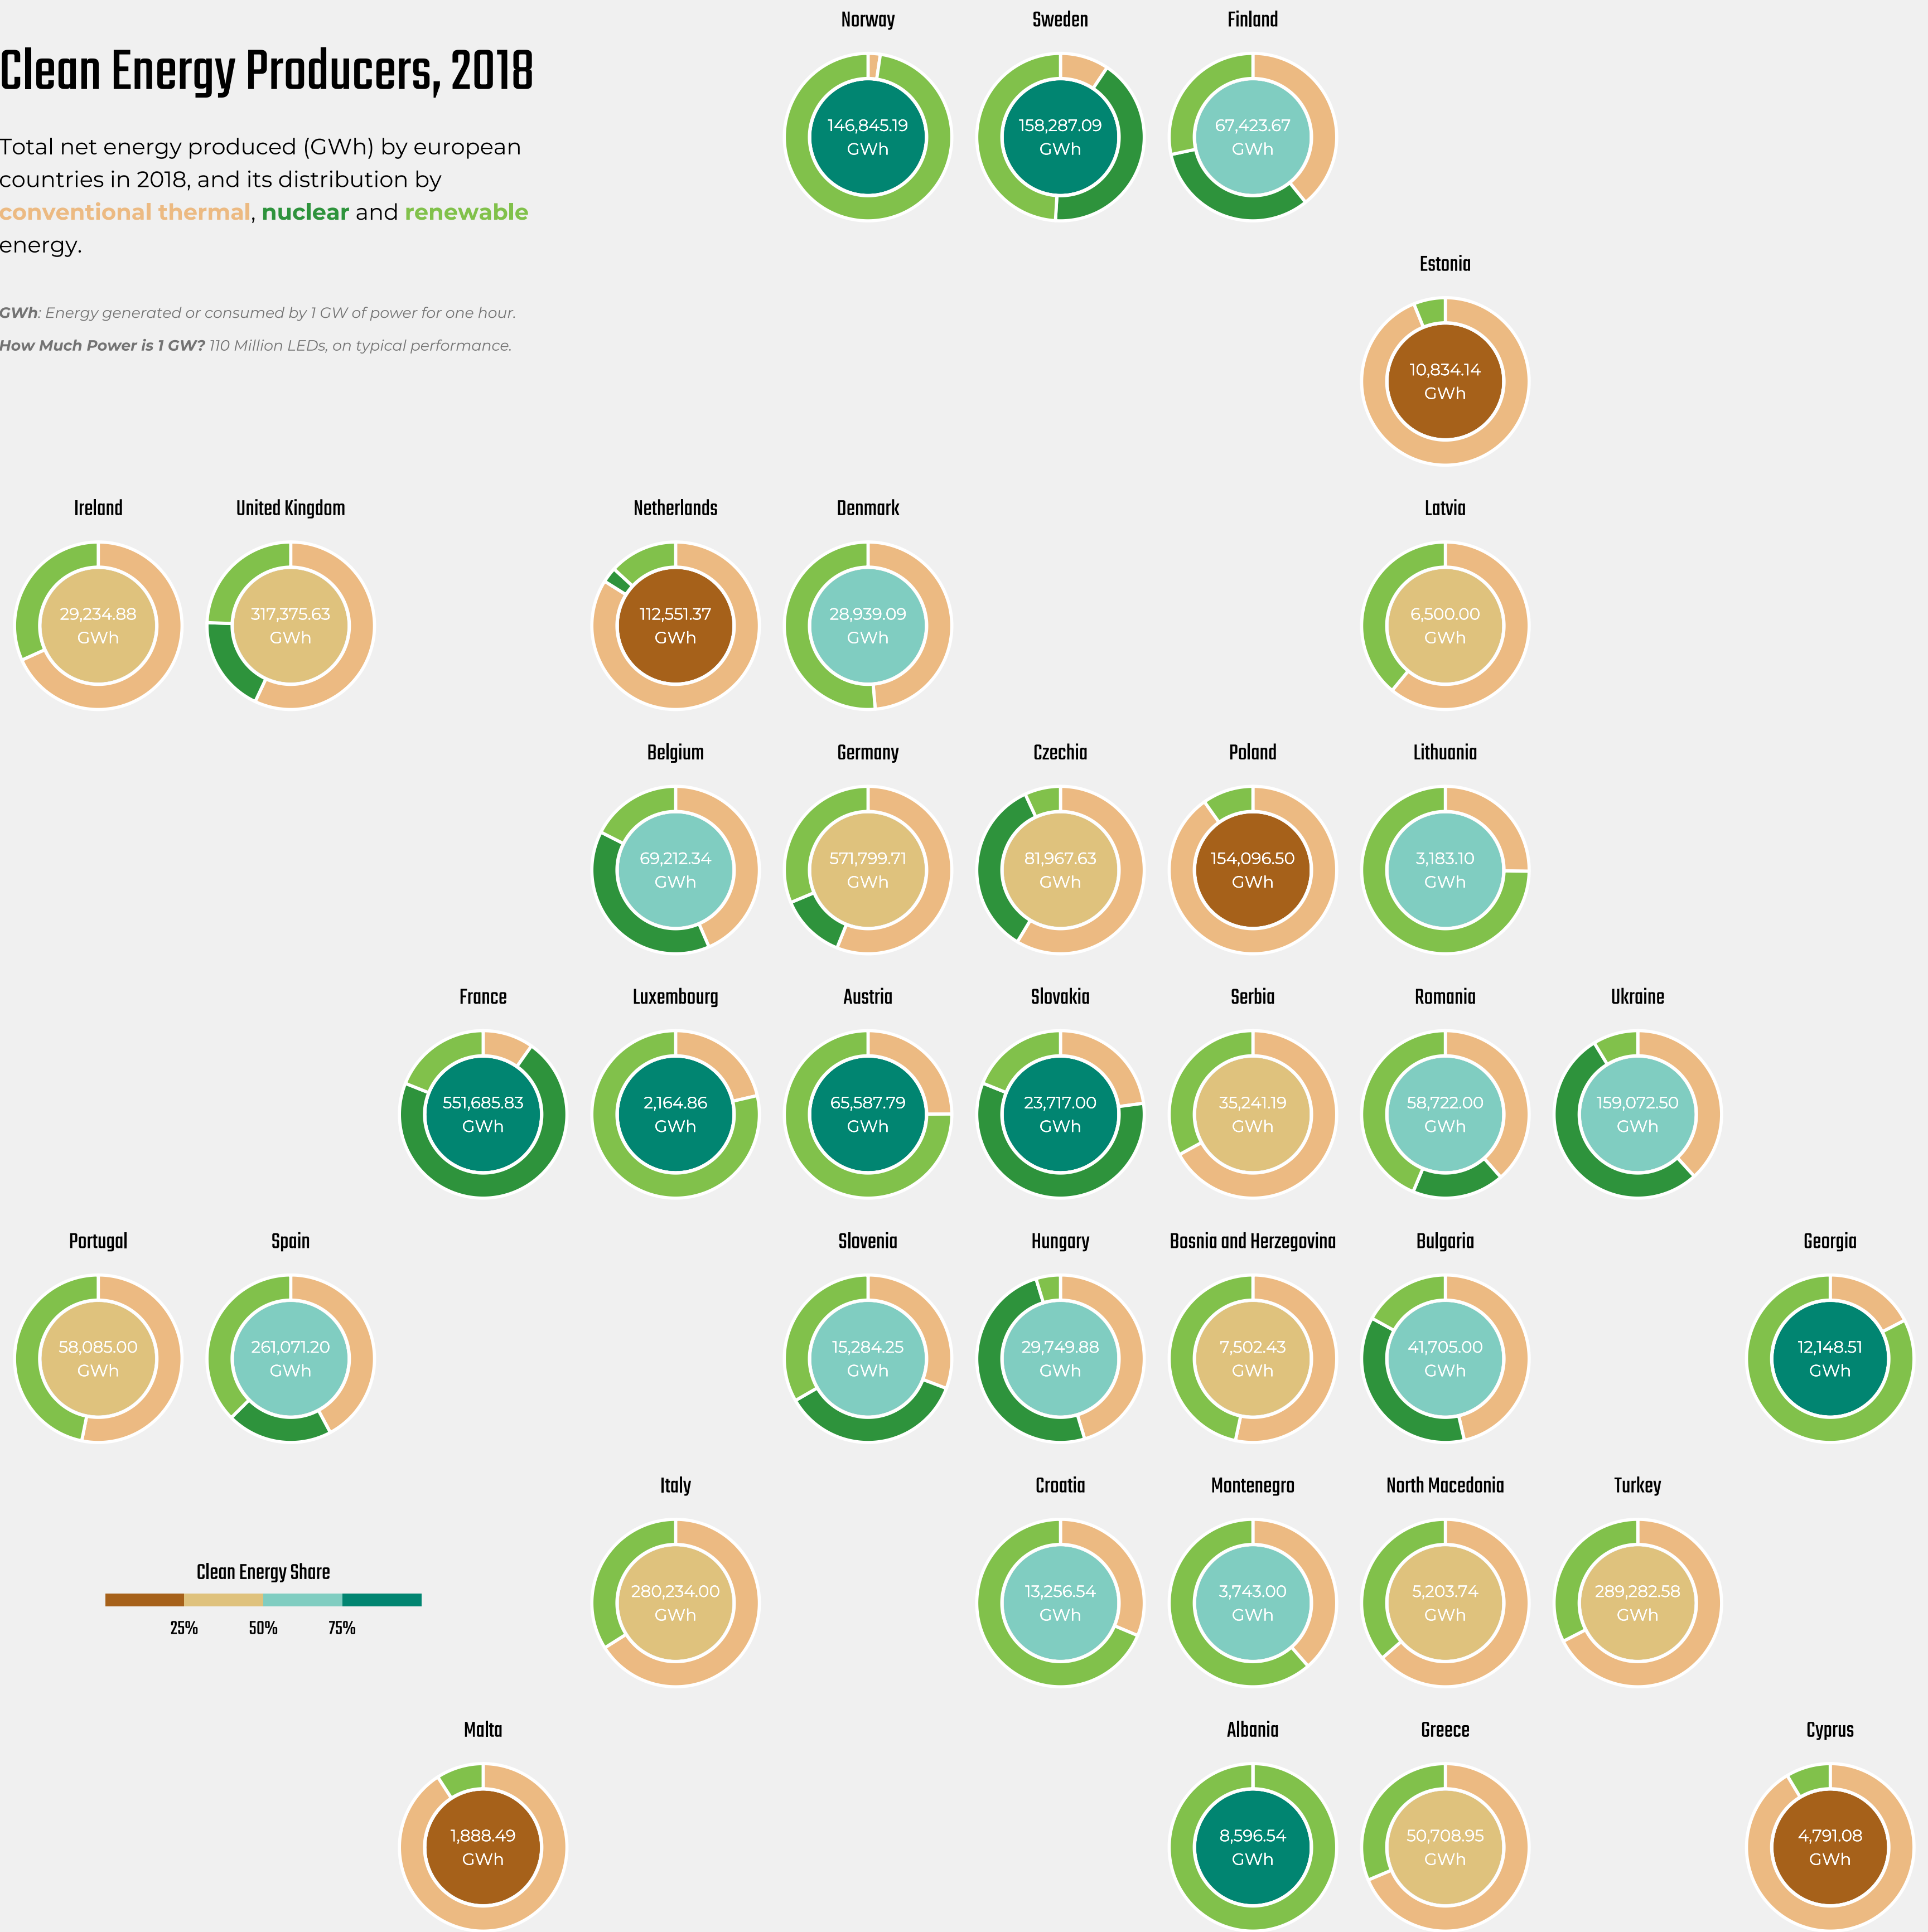 Clean Energy Producers, 2018
Total net energy produced (GWh) by european
countries in 2018, and its distribution by
conventional thermal, nuclear and renewable
energy.
GWh: Energy generated or consumed by 1 GW of power for one hour.
How Much Power is 1 GW? 110 Million LEDs, on typical performance.
Norway
146,845.19
GWh
Sweden
158,287.09
GWh
Finland
67,423.67
GWh
Estonia
10,834.14
GWh
Ireland
29,234.88
GWh
United Kingdom
317,375.63
GWh
Netherlands
112,551.37
GWh
Denmark
28,939.09
GWh
Latvia
6,500.00
GWh
Belgium
69,212.34
GWh
Germany
571,799.71
GWh
Czechia
81,967.63
GWh
Poland
154,096.50
GWh
Lithuania
3,183.10
GWh
France
551,685.83
GWh
Luxembourg
2,164.86
GWh
Austria
65,587.79
GWh
Slovakia
23,717.00
GWh
Serbia
35,241.19
GWh
Romania
58,722.00
GWh
Ukraine
159,072.50
GWh
Portugal
58,085.00
GWh
Spain
261,071.20
GWh
Slovenia
15,284.25
GWh
Hungary
29,749.88
GWh
Bosnia and Herzegovina
7,502.43
GWh
Bulgaria
41,705.00
GWh
Georgia
12,148.51
GWh
Italy
280,234.00
GWh
Croatia
13,256.54
GWh
Montenegro
3,743.00
GWh
North Macedonia
5,203.74
GWh
Turkey
289,282.58
GWh
Clean Energy Share
25% 50% 75%
Malta
1,888.49
GWh
Albania
8,596.54
GWh
Greece
50,708.95
GWh
Cyprus
4,791.08
GWh